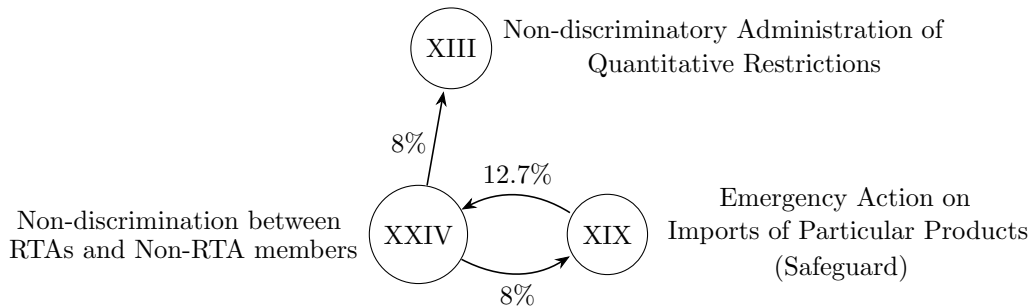 XIII
Non-discriminatory Administration of
Quantitative Restrictions
8%
12.7%
Non-discrimination between
RTAs and Non-RTA members
XXIV
XIX
Emergency Action on
Imports of Particular Products
(Safeguard)
8%